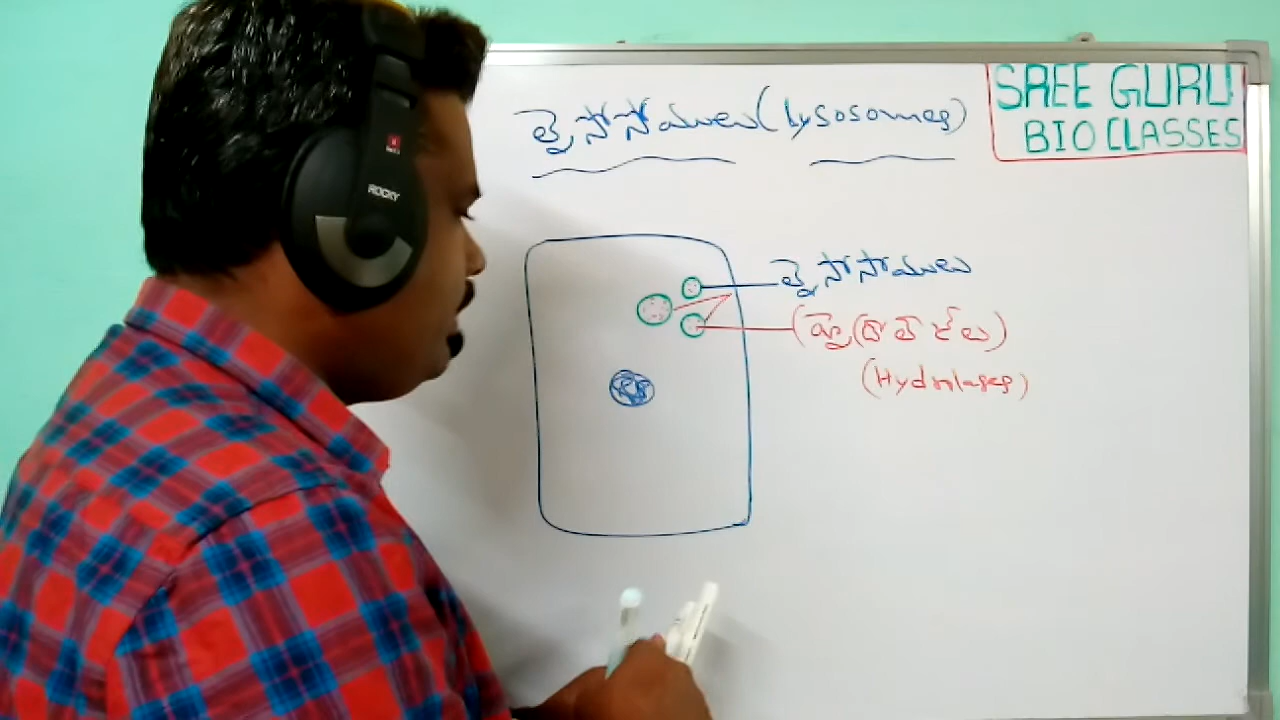 లైసోసోములు (Lysosomes)
SREE GURU
BIO CLASSES
లైసోసోములు
(హైడ్రోలేజ్‌లు)
(Hydrolases)
ROCKY